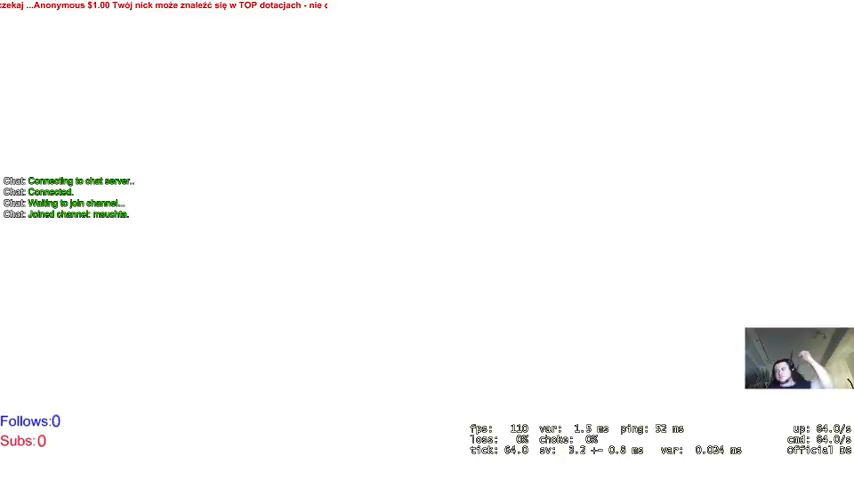 czekaj ...Anonymous $1.00 Twój nick może znaleźć się w TOP dotacjach - nie
Chat: Connecting to chat server..
Chat: Connected.
Chat: Waiting to join channel...
Chat: Joined channel: msuchta.
Follows:0
Subs:0
fps: 110 var: 1.5 ms ping: 52 ms up: 64.0/s
loss: 0% choke: 0% cmd: 64.0/s
tick: 64.0 sv: 3.2 +- 0.8 ms var: 0.024 ms Official DS